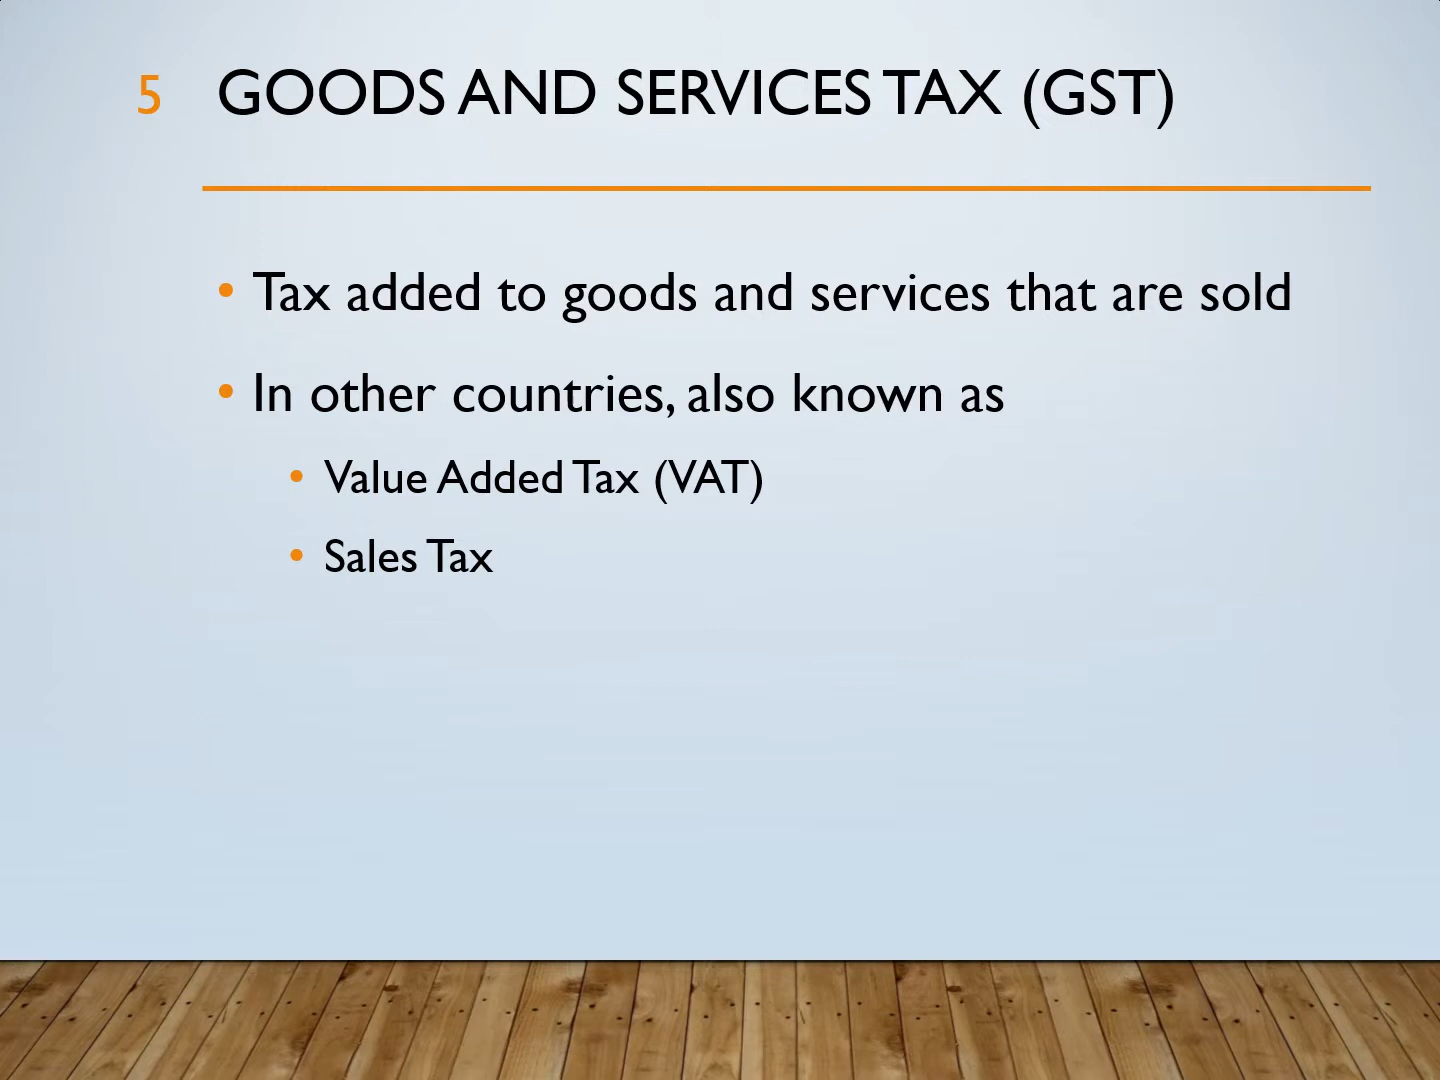 5 GOODS AND SERVICES TAX (GST)
• Tax added to goods and services that are sold
• In other countries, also known as
• Value Added Tax (VAT)
• Sales Tax